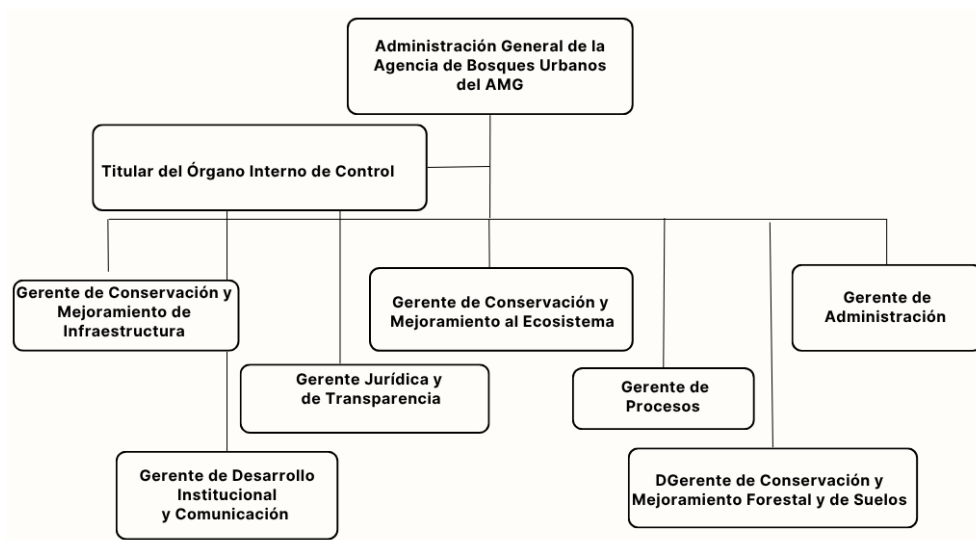 Administración General de la
Agencia de Bosques Urbanos
del AMG
Titular del Órgano Interno de Control
Gerente de Conservación y
Mejoramiento de
Infraestructura
Gerente de Conservación y
Mejoramiento al Ecosistema
Gerente de
Administración
Gerente Jurídica y
de Transparencia
Gerente de
Procesos
Gerente de Desarrollo
Institucional
y Comunicación
DGerente de Conservación y
Mejoramiento Forestal y de Suelos